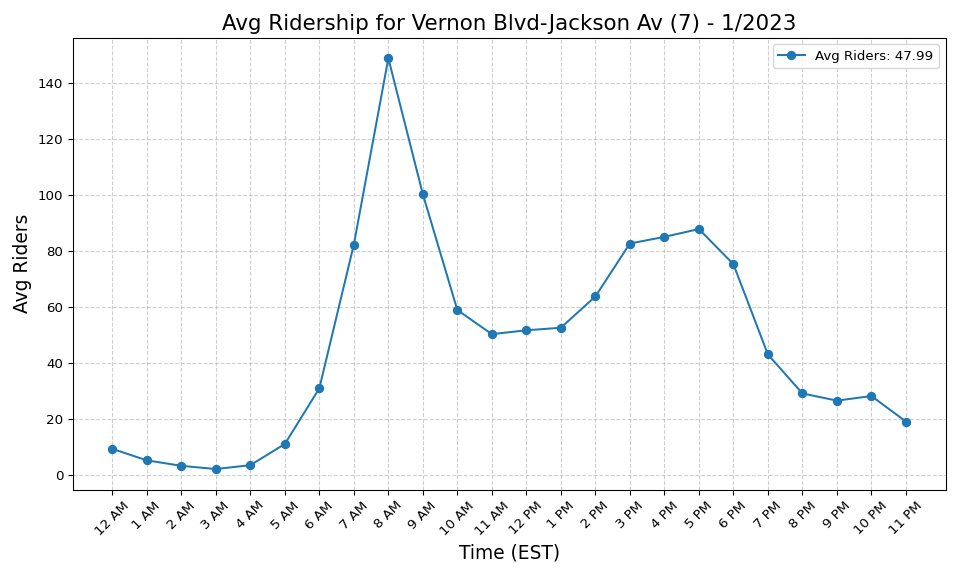 Avg Ridership for Vernon Blvd-Jackson Av (7) - 1/2023
Avg Riders: 47.99
Avg Riders
140
120
100
80
60
40
20
0
12 AM
1 AM
2 AM
3 AM
4 AM
5 AM
6 AM
7 AM
8 AM
9 AM
10 AM
11 AM
12 PM
1 PM
2 PM
3 PM
4 PM
5 PM
6 PM
7 PM
8 PM
9 PM
10 PM
11 PM
Time (EST)